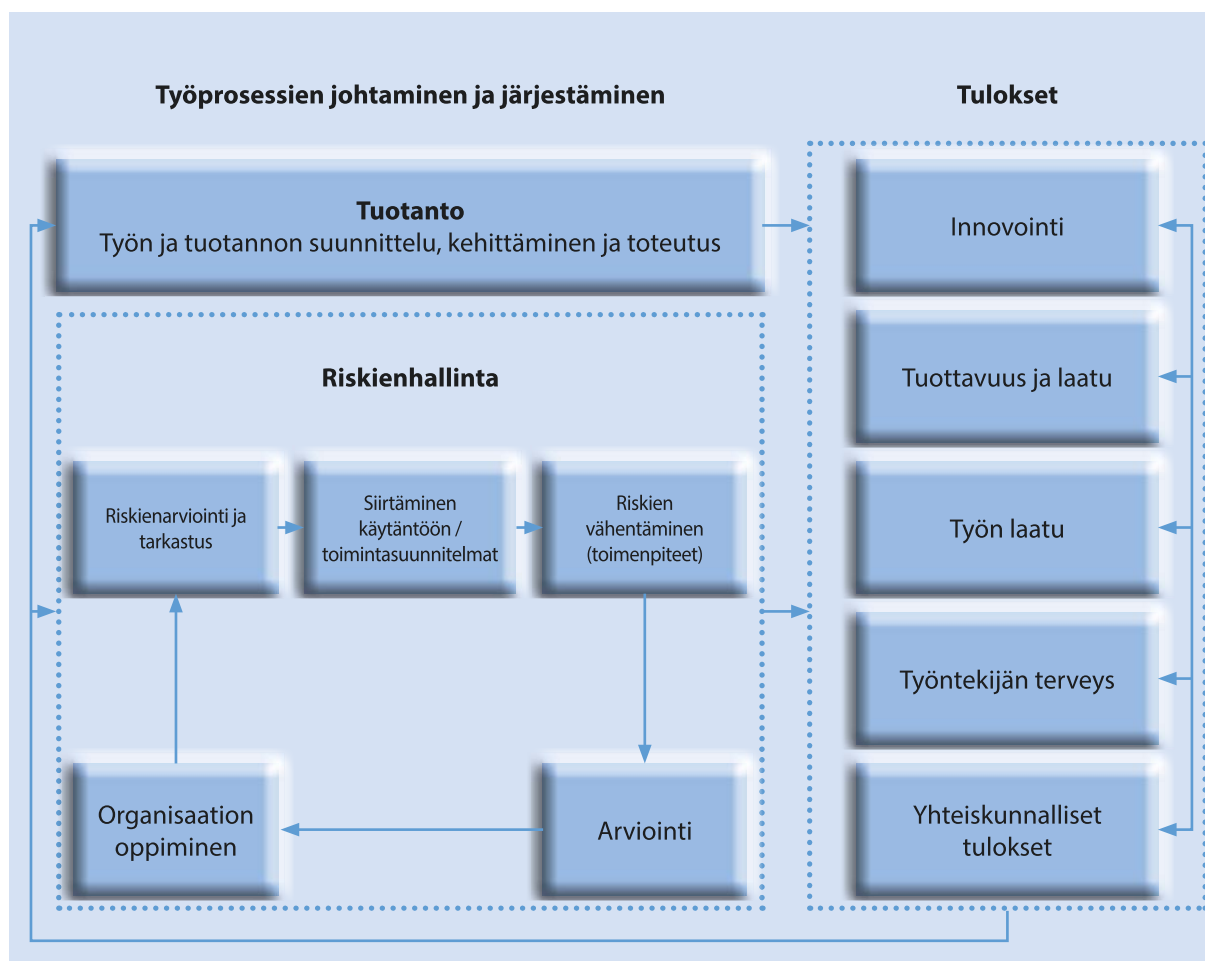 Työprosessien johtaminen ja järjestäminen
Tuotanto
Työn ja tuotannon suunnittelu, kehittäminen ja toteutus
Riskienhallinta
Riskienarviointi ja
tarkastus
Siirtäminen
käytäntöön /
toimintasuunnitelmat
Riskien
vähentäminen
(toimenpiteet)
Organisaation
oppiminen
Arviointi
Tulokset
Innovointi
Tuottavuus ja laatu
Työn laatu
Työntekijän terveys
Yhteiskunnalliset
tulokset